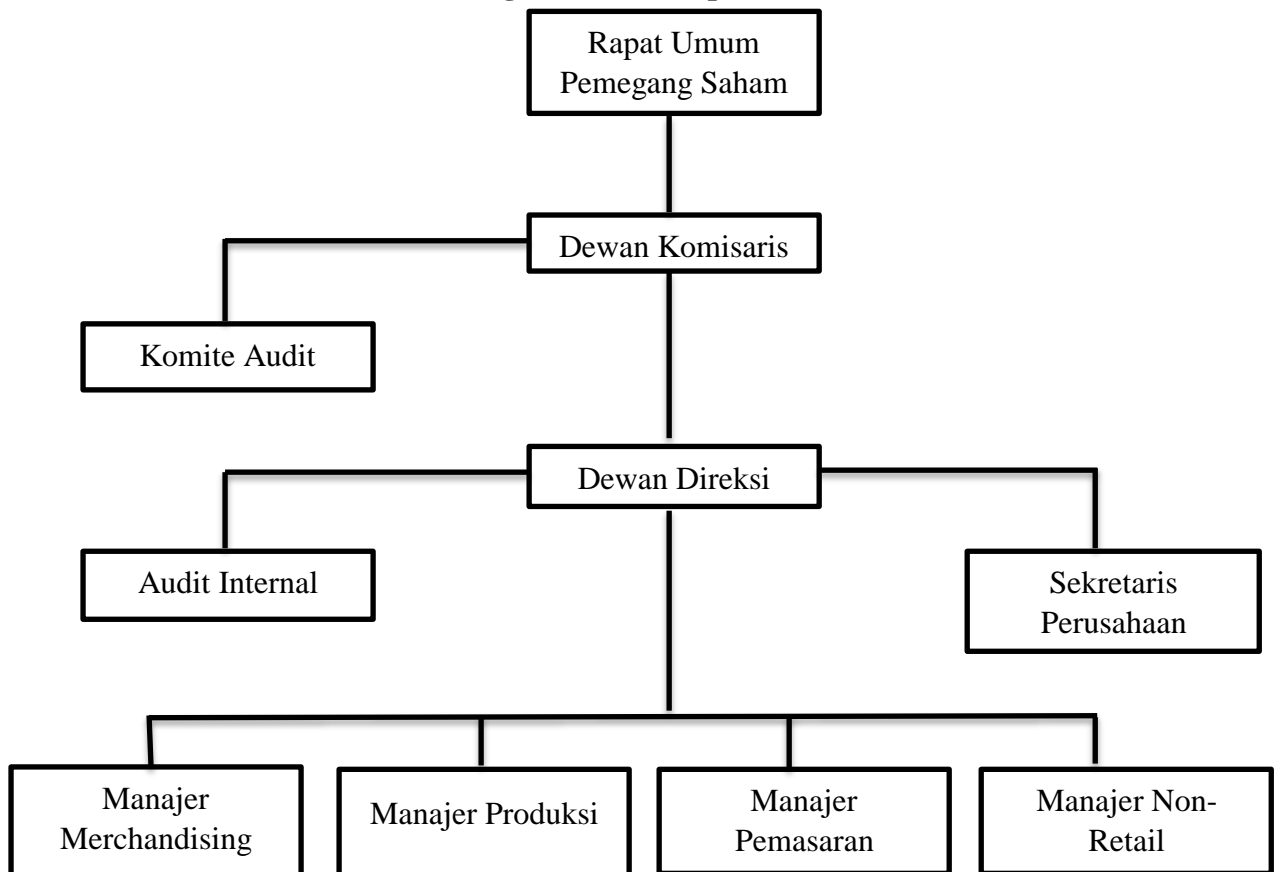 Rapat Umum
Pemegang Saham
Dewan Komisaris
Komite Audit
Dewan Direksi
Audit Internal
Sekretaris
Perusahaan
Manajer
Merchandising
Manajer Produksi
Manajer
Pemasaran
Manajer Non-
Retail